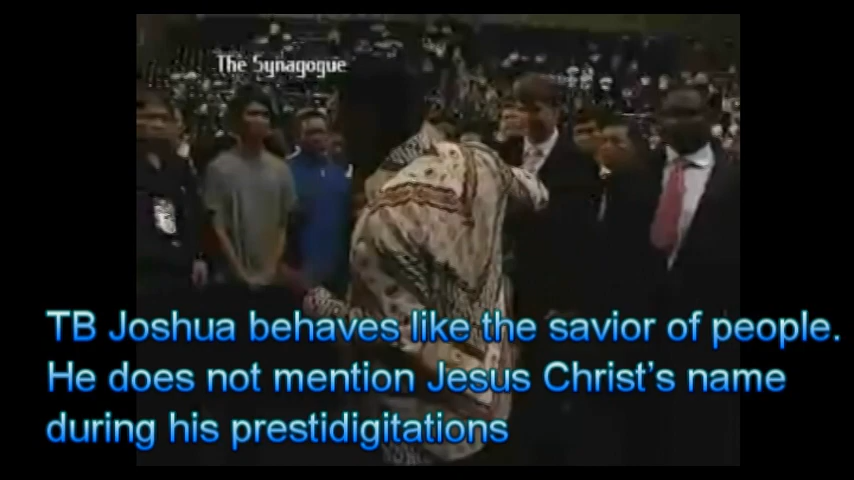 The Synagogue
TB Joshua behaves like the savior of people.
He does not mention Jesus Christ's name
during his prestidigitations